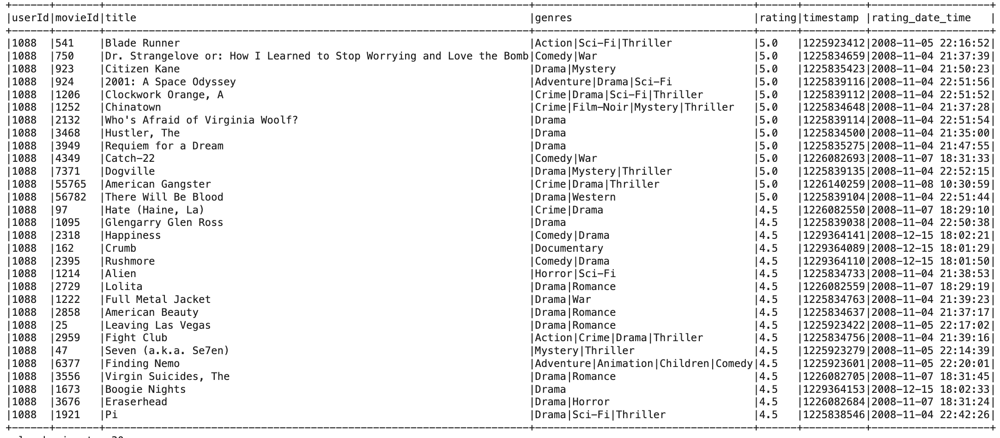 +------+-------+--------------------------------------------------------------------+-----------------------------------+------+----------+-------------------+
|userId|movieId|title                                                               |genres                             |rating|timestamp |rating_date_time   |
+------+-------+--------------------------------------------------------------------+-----------------------------------+------+----------+-------------------+
|1088  |541    |Blade Runner                                                        |Action|Sci-Fi|Thriller             |5.0   |1225923412|2008-11-05 22:16:52|
|1088  |750    |Dr. Strangelove or: How I Learned to Stop Worrying and Love the Bomb|Comedy|War                         |5.0   |1225834659|2008-11-04 21:37:39|
|1088  |923    |Citizen Kane                                                        |Drama|Mystery                      |5.0   |1225835423|2008-11-04 21:50:23|
|1088  |924    |2001: A Space Odyssey                                               |Adventure|Drama|Sci-Fi             |5.0   |1225839116|2008-11-04 22:51:56|
|1088  |1206   |Clockwork Orange, A                                                 |Crime|Drama|Sci-Fi|Thriller        |5.0   |1225839112|2008-11-04 22:51:52|
|1088  |1252   |Chinatown                                                           |Crime|Film-Noir|Mystery|Thriller   |5.0   |1225834648|2008-11-04 21:37:28|
|1088  |2132   |Who's Afraid of Virginia Woolf?                                     |Drama                              |5.0   |1225839114|2008-11-04 22:51:54|
|1088  |3468   |Hustler, The                                                        |Drama                              |5.0   |1225834500|2008-11-04 21:35:00|
|1088  |3949   |Requiem for a Dream                                                 |Drama                              |5.0   |1225835275|2008-11-04 21:47:55|
|1088  |4349   |Catch-22                                                            |Comedy|War                         |5.0   |1226082693|2008-11-07 18:31:33|
|1088  |7371   |Dogville                                                            |Drama|Mystery|Thriller             |5.0   |1225839135|2008-11-04 22:52:15|
|1088  |55765  |American Gangster                                                   |Crime|Drama|Thriller               |5.0   |1226140259|2008-11-08 10:30:59|
|1088  |56782  |There Will Be Blood                                                 |Drama|Western                      |5.0   |1225839104|2008-11-04 22:51:44|
|1088  |97     |Hate (Haine, La)                                                    |Crime|Drama                        |4.5   |1226082550|2008-11-07 18:29:10|
|1088  |1095   |Glengarry Glen Ross                                                 |Drama                              |4.5   |1225839038|2008-11-04 22:50:38|
|1088  |2318   |Happiness                                                           |Comedy|Drama                       |4.5   |1229364141|2008-12-15 18:02:21|
|1088  |162    |Crumb                                                               |Documentary                        |4.5   |1229364089|2008-12-15 18:01:29|
|1088  |2395   |Rushmore                                                            |Comedy|Drama                       |4.5   |1229364110|2008-12-15 18:01:50|
|1088  |1214   |Alien                                                               |Horror|Sci-Fi                      |4.5   |1225834733|2008-11-04 21:38:53|
|1088  |2729   |Lolita                                                              |Drama|Romance                      |4.5   |1226082559|2008-11-07 18:29:19|
|1088  |1222   |Full Metal Jacket                                                   |Drama|War                          |4.5   |1225834763|2008-11-04 21:39:23|
|1088  |2858   |American Beauty                                                     |Drama|Romance                      |4.5   |1225834637|2008-11-04 21:37:17|
|1088  |25     |Leaving Las Vegas                                                   |Drama|Romance                      |4.5   |1225923422|2008-11-05 22:17:02|
|1088  |2959   |Fight Club                                                          |Action|Crime|Drama|Thriller        |4.5   |1225834756|2008-11-04 21:39:16|
|1088  |47     |Seven (a.k.a. Se7en)                                                |Mystery|Thriller                   |4.5   |1225923279|2008-11-05 22:14:39|
|1088  |6377   |Finding Nemo                                                        |Adventure|Animation|Children|Comedy|4.5   |1225923601|2008-11-05 22:20:01|
|1088  |3556   |Virgin Suicides, The                                                |Drama|Romance                      |4.5   |1226082705|2008-11-07 18:31:45|
|1088  |1673   |Boogie Nights                                                       |Drama                              |4.5   |1229364153|2008-12-15 18:02:33|
|1088  |3676   |Eraserhead                                                          |Drama|Horror                       |4.5   |1226082684|2008-11-07 18:31:24|
|1088  |1921   |Pi                                                                  |Drama|Sci-Fi|Thriller              |4.5   |1225838546|2008-11-04 22:42:26|
+------+-------+--------------------------------------------------------------------+-----------------------------------+------+----------+-------------------+